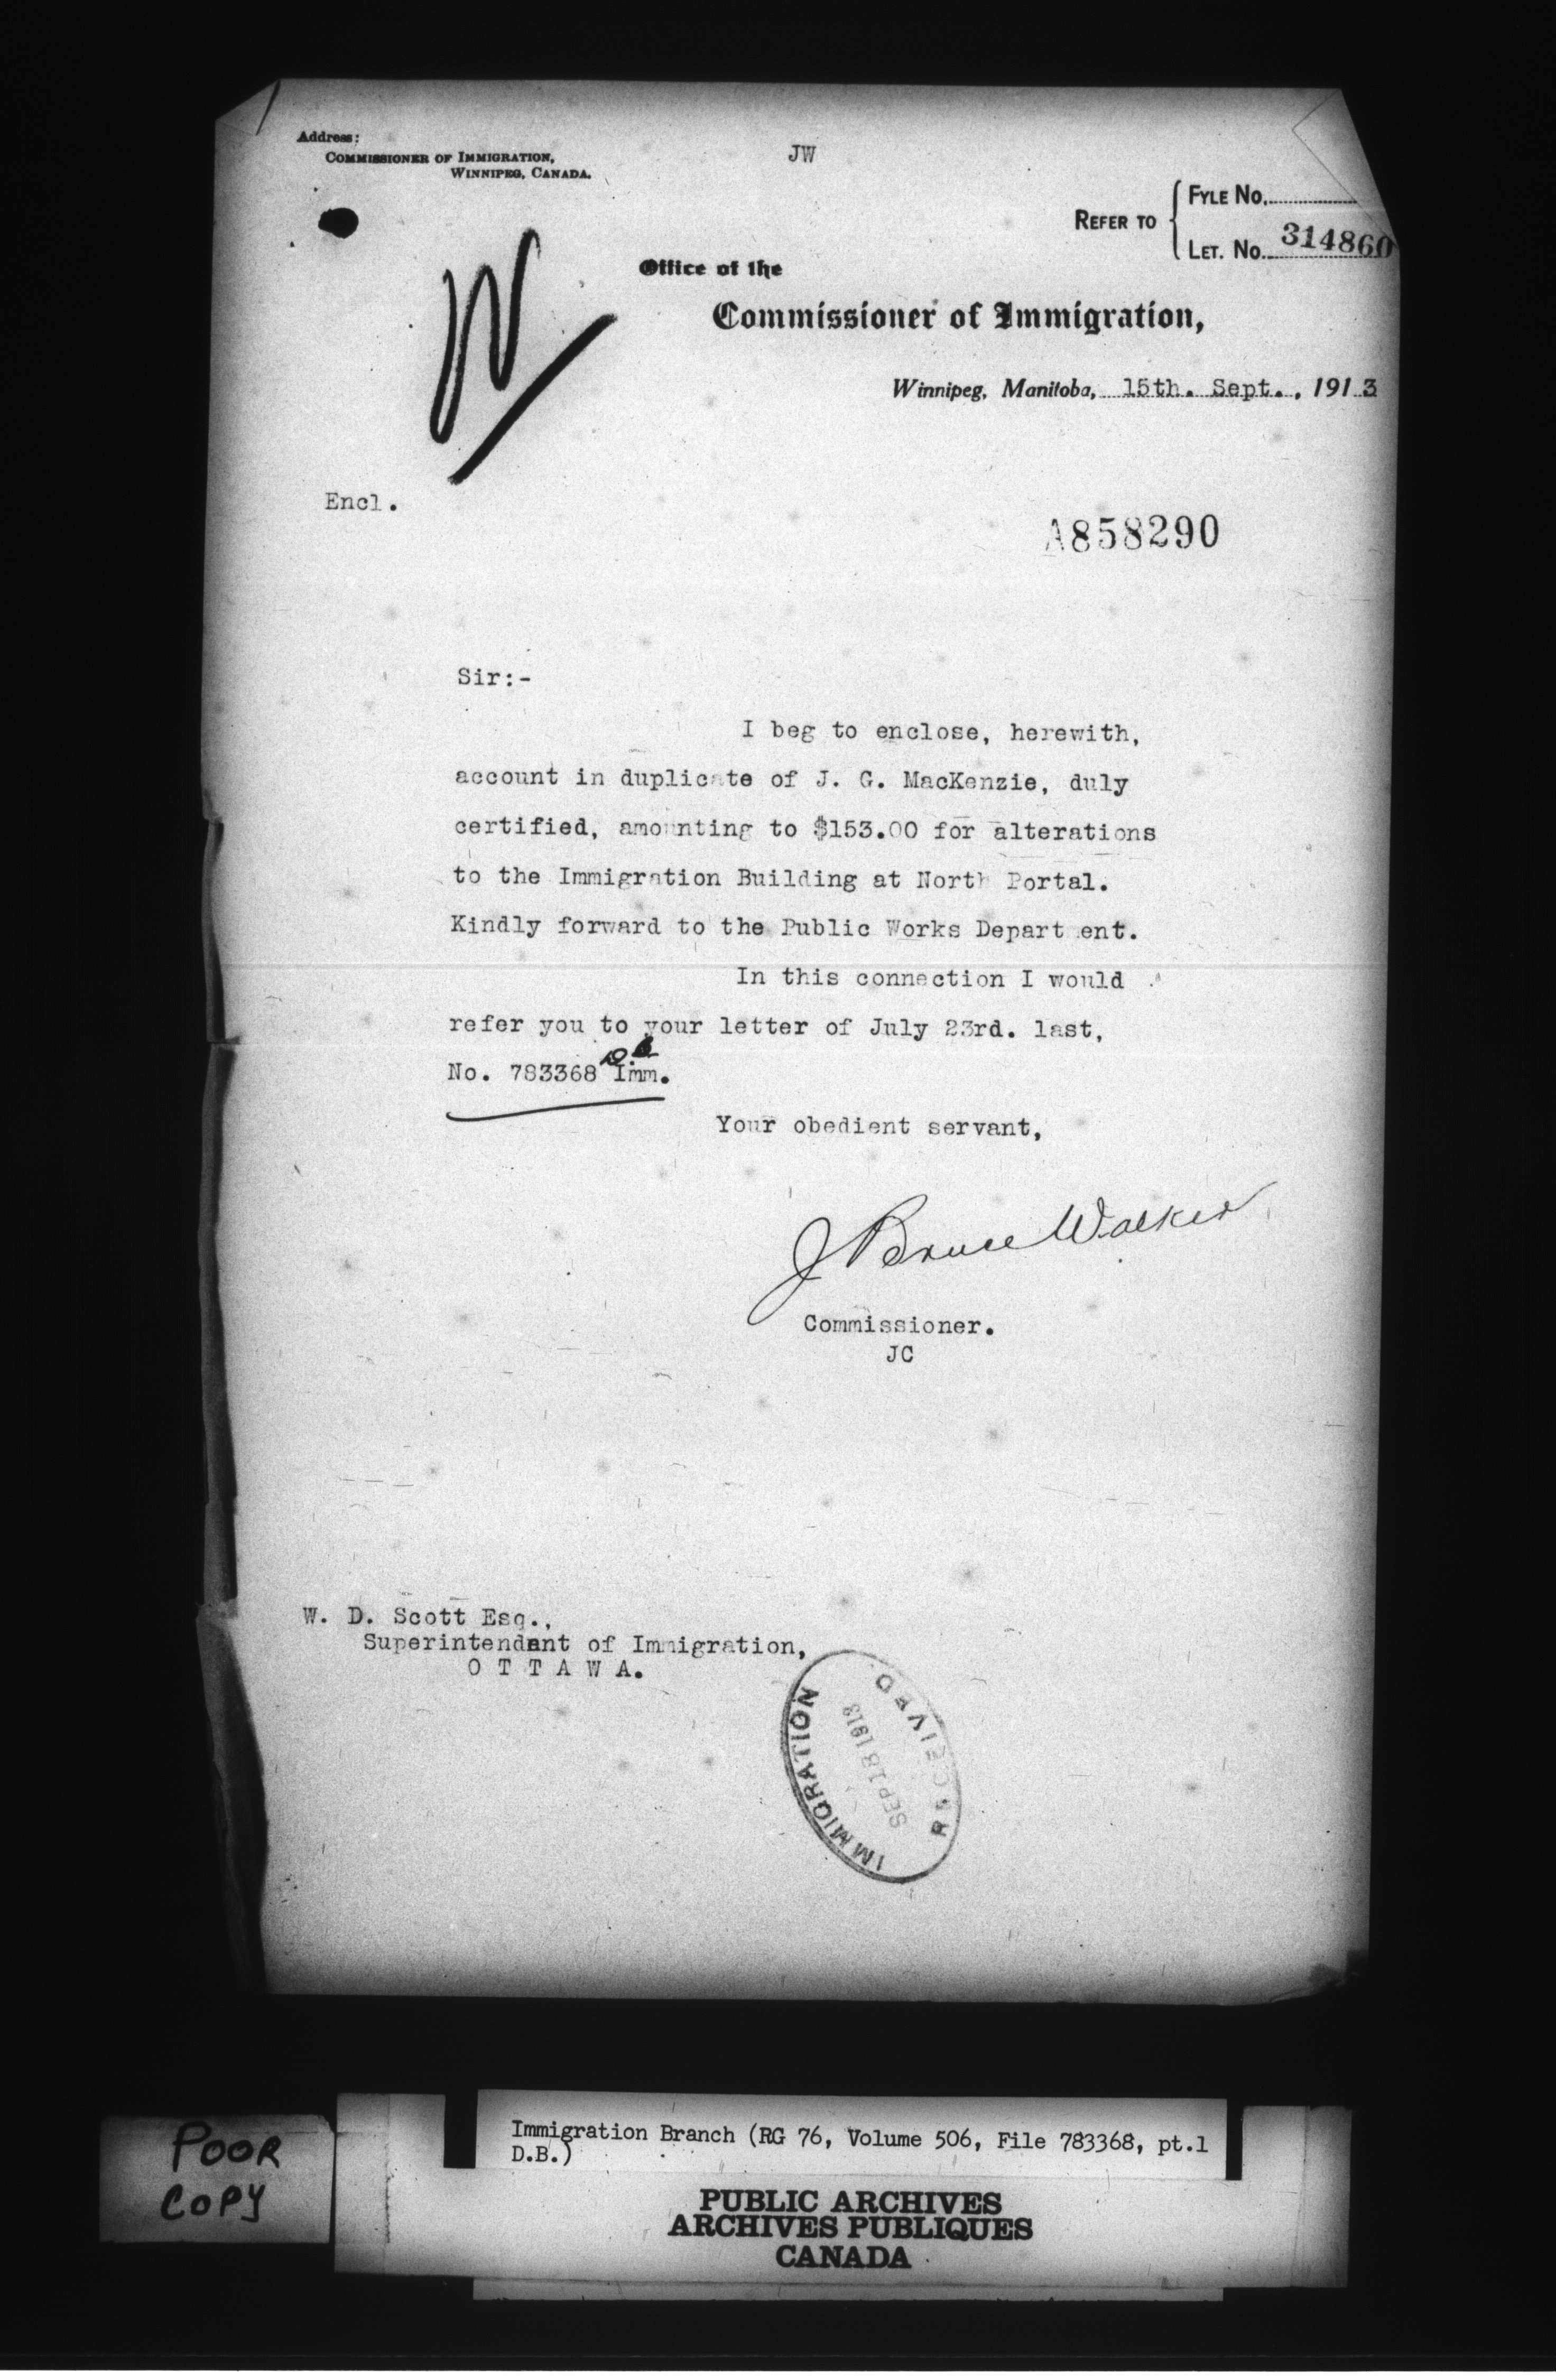 Address:
COMMISSIONER OF IMMIGRATION,
WINNIPEG, CANADA.
JW
REFER TO
FYLE No.
LET. No. 314860
Office of the
Commissioner of Immigration,
Winnipeg, Manitoba, 15th. Sept., 1913
Encl.
A858290
Sir:-
I beg to enclose, herewith,
account in duplicate of J. G. MacKenzie, duly
certified, amounting to $153.00 for alterations
to the Immigration Building at North Portal.
Kindly forward to the Public Works Department.
In this connection I would
refer you to your letter of July 23rd. last,
No. 783368 D.B. Imm.
Your obedient servant,
J Bruce Walker
Commissioner.
JC
W. D. Scott Esq.,
Superintendent of Immigration,
OTTAWA.
IMMIGRATION
SEP 18 1913
RECEIVED
POOR
COPY
Immigration Branch (RG 76, Volume 506, File 783368, pt.1
D.B.)
PUBLIC ARCHIVES
ARCHIVES PUBLIQUES
CANADA